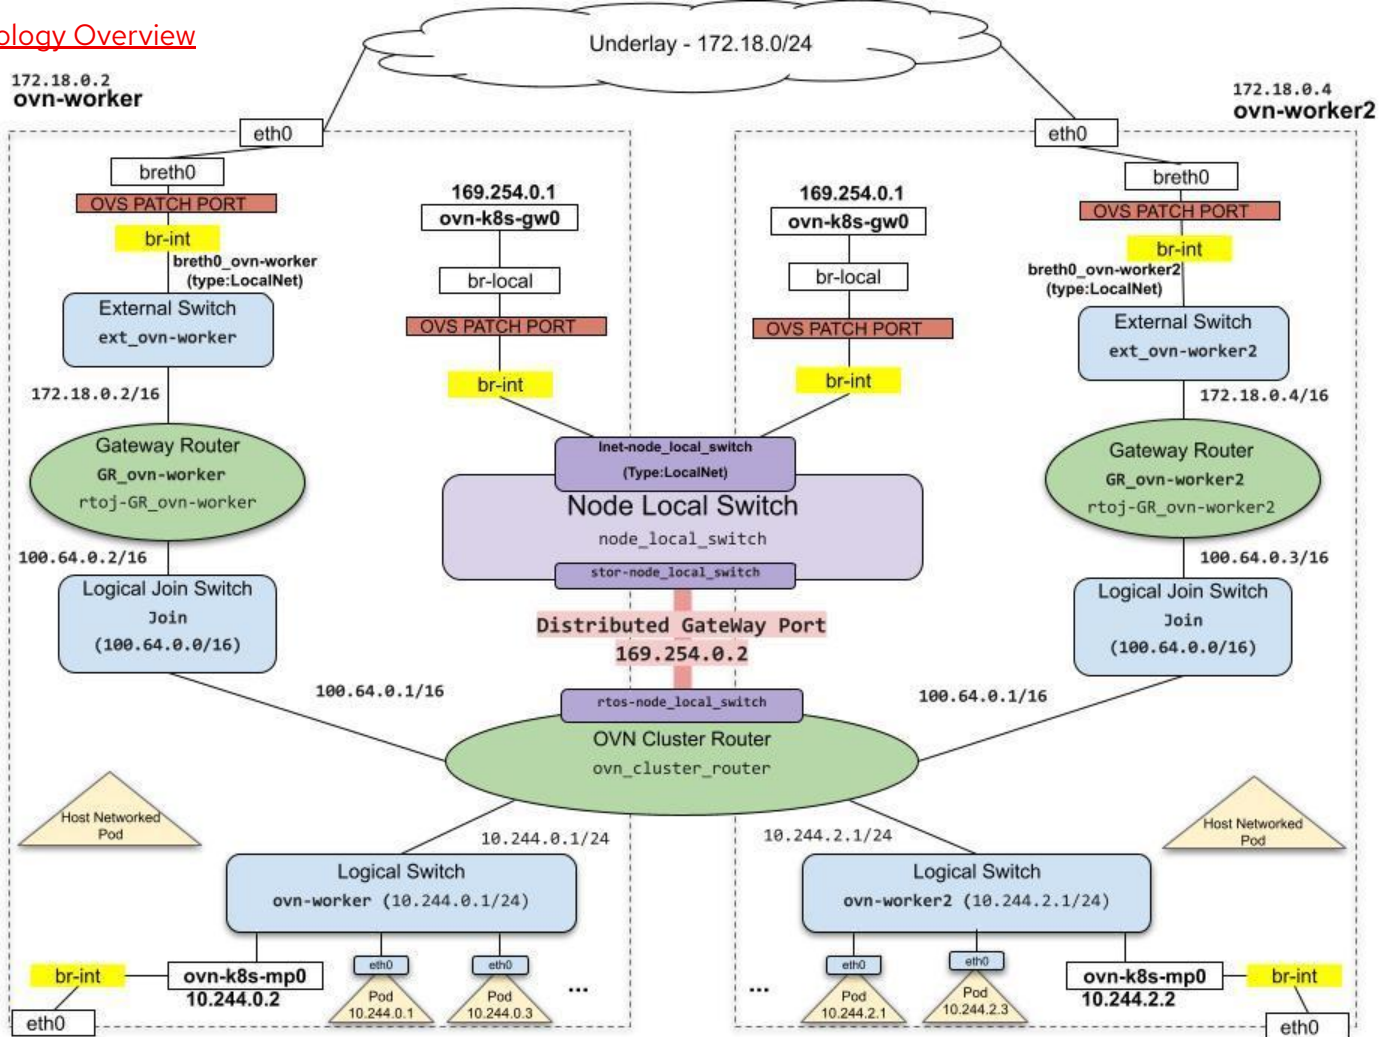 ology Overview
Underlay - 172.18.0/24
172.18.0.2
ovn-worker
172.18.0.4
ovn-worker2
eth0
eth0
breth0
breth0
OVS PATCH PORT
br-int
breth0_ovn-worker
(type:LocalNet)
External Switch
ext_ovn-worker
172.18.0.2/16
Gateway Router
GR_ovn-worker
rtoj-GR_ovn-worker
100.64.0.2/16
Logical Join Switch
Join
(100.64.0.0/16)
100.64.0.1/16
169.254.0.1
ovn-k8s-gw0
br-local
OVS PATCH PORT
br-int
169.254.0.1
ovn-k8s-gw0
br-local
OVS PATCH PORT
br-int
OVS PATCH PORT
br-int
breth0_ovn-worker2
(type:LocalNet)
External Switch
ext_ovn-worker2
172.18.0.4/16
Gateway Router
GR_ovn-worker2
rtoj-GR_ovn-worker2
100.64.0.3/16
Logical Join Switch
Join
(100.64.0.0/16)
100.64.0.1/16
lnet-node_local_switch
(Type:LocalNet)
Node Local Switch
node_local_switch
stor-node_local_switch
Distributed GateWay Port
169.254.0.2
rtos-node_local_switch
OVN Cluster Router
ovn_cluster_router
Host Networked
Pod
Host Networked
Pod
10.244.0.1/24
10.244.2.1/24
Logical Switch
ovn-worker (10.244.0.1/24)
Logical Switch
ovn-worker2 (10.244.2.1/24)
br-int
ovn-k8s-mp0
10.244.0.2
eth0
eth0
Pod
10.244.0.1
eth0
Pod
10.244.0.3
...
...
eth0
Pod
10.244.2.1
eth0
Pod
10.244.2.3
ovn-k8s-mp0
10.244.2.2
br-int
eth0